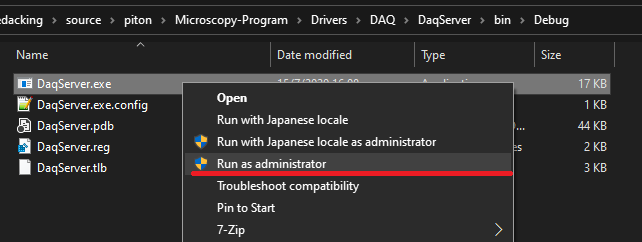 edacking > source > piton > Microscopy-Program > Drivers > DAQ > DaqServer > bin > Debug
Name Date modified Type Size
DaqServer.exe 17 KB
DaqServer.exe.config 1 KB
DaqServer.pdb 44 KB
DaqServer.reg 2 KB
DaqServer.tlb 3 KB
Open
Run with Japanese locale
Run with Japanese locale as administrator
Run as administrator
Troubleshoot compatibility
Pin to Start
7-Zip